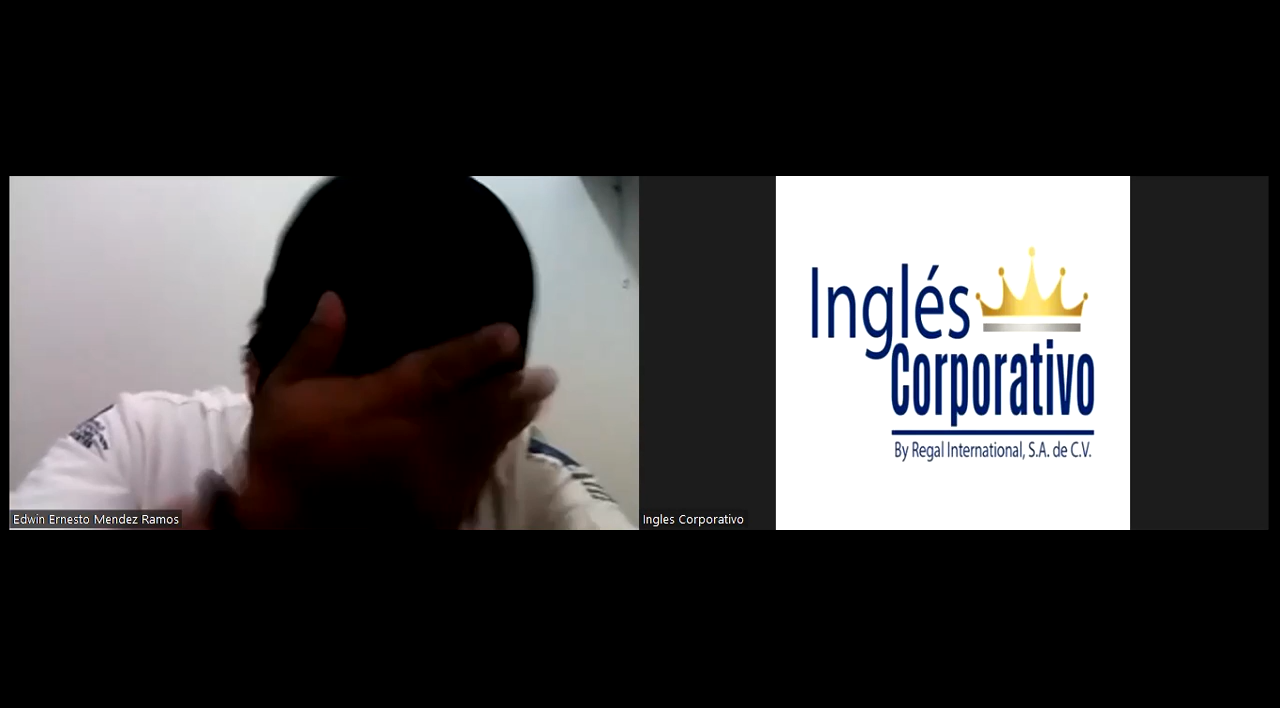 Edwin Ernesto Mendez Ramos
Inglés
Corporativo
By Regal International, S.A. de C.V.
Ingles Corporativo